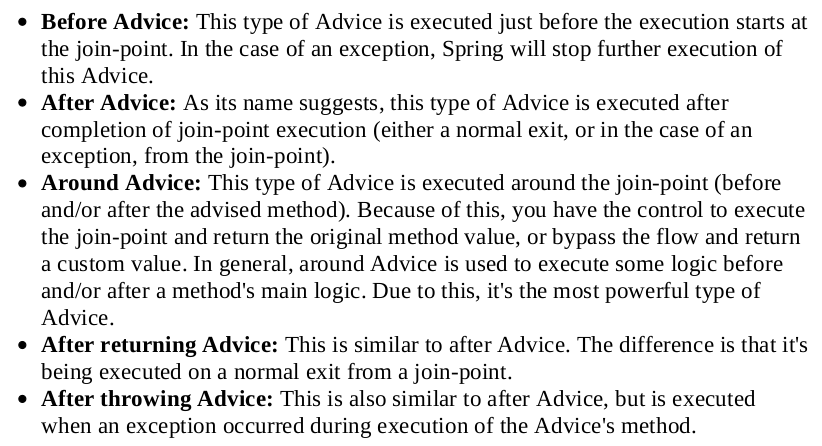 • Before Advice: This type of Advice is executed just before the execution starts at
the join-point. In the case of an exception, Spring will stop further execution of
this Advice.
• After Advice: As its name suggests, this type of Advice is executed after
completion of join-point execution (either a normal exit, or in the case of an
exception, from the join-point).
• Around Advice: This type of Advice is executed around the join-point (before
and/or after the advised method). Because of this, you have the control to execute
the join-point and return the original method value, or bypass the flow and return
a custom value. In general, around Advice is used to execute some logic before
and/or after a method's main logic. Due to this, it's the most powerful type of
Advice.
• After returning Advice: This is similar to after Advice. The difference is that it's
being executed on a normal exit from a join-point.
• After throwing Advice: This is also similar to after Advice, but is executed
when an exception occurred during execution of the Advice's method.